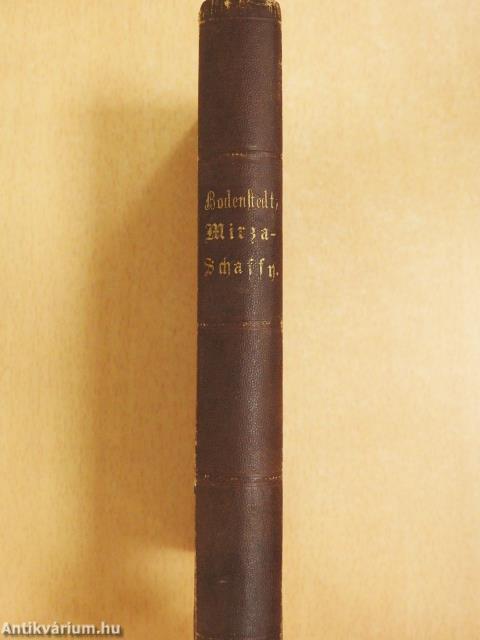 Bodenstedt,
Mirza-
Schaffy.
Antikvárium.hu